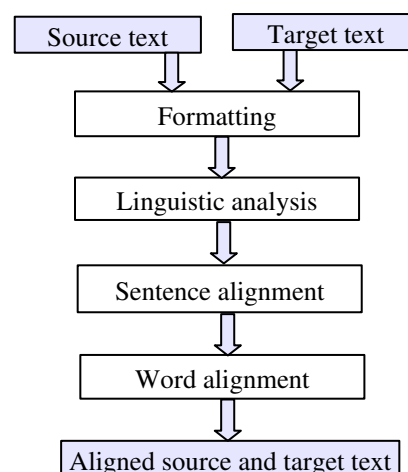 Source text
Target text
Formatting
Linguistic analysis
Sentence alignment
Word alignment
Aligned source and target text